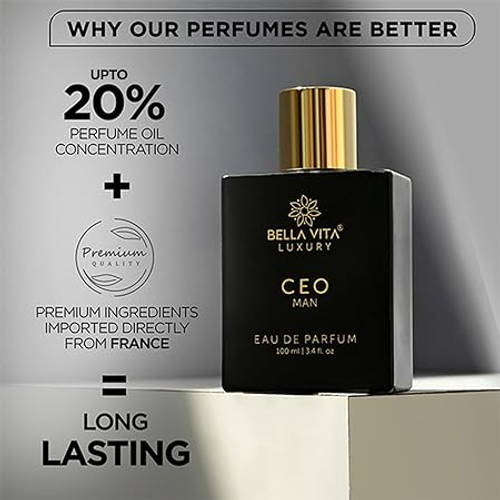 WHY OUR PERFUMES ARE BETTER
UPTO
20%
PERFUME OIL
CONCENTRATION
+
Premium
QUALITY
PREMIUM INGREDIENTS
IMPORTED DIRECTLY
FROM FRANCE
=
LONG
LASTING
BELLA VITA®
LUXURY
CEO
MAN
EAU DE PARFUM
100 ml | 3.4 fl. oz